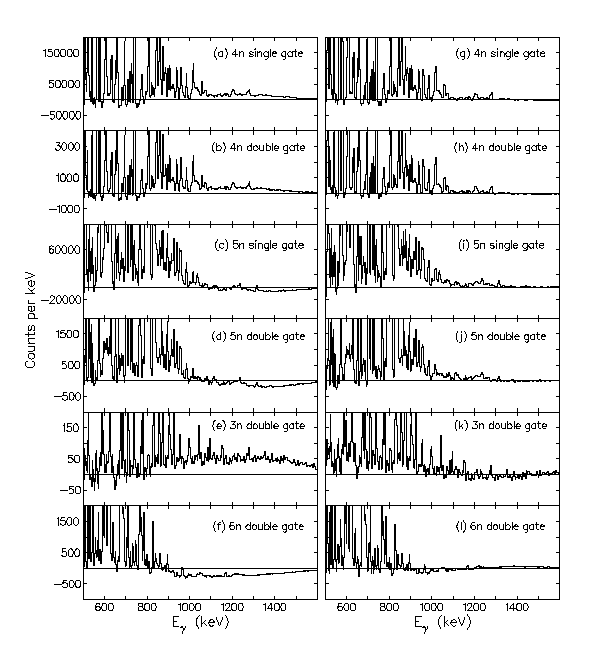 150000
50000
−50000
(a) 4n single gate
(g) 4n single gate
3000
1000
−1000
(b) 4n double gate
(h) 4n double gate
60000
−20000
(c) 5n single gate
(i) 5n single gate
1500
500
−500
(d) 5n double gate
(j) 5n double gate
150
50
−50
(e) 3n double gate
(k) 3n double gate
1500
500
−500
(f) 6n double gate
(l) 6n double gate
Counts per keV
600 800 1000 1200 1400
600 800 1000 1200 1400
Eγ (keV)
Eγ (keV)